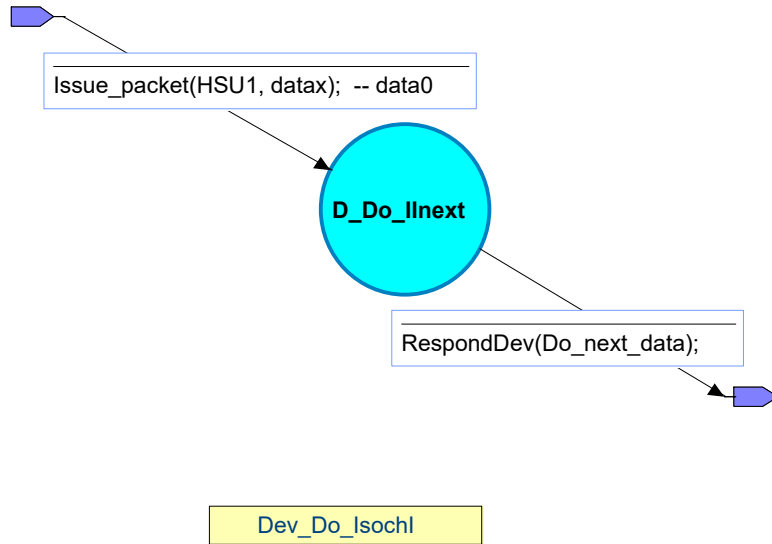 Issue_packet(HSU1, datax);  -- data0
D_Do_IInext
RespondDev(Do_next_data);
Dev_Do_IsochI